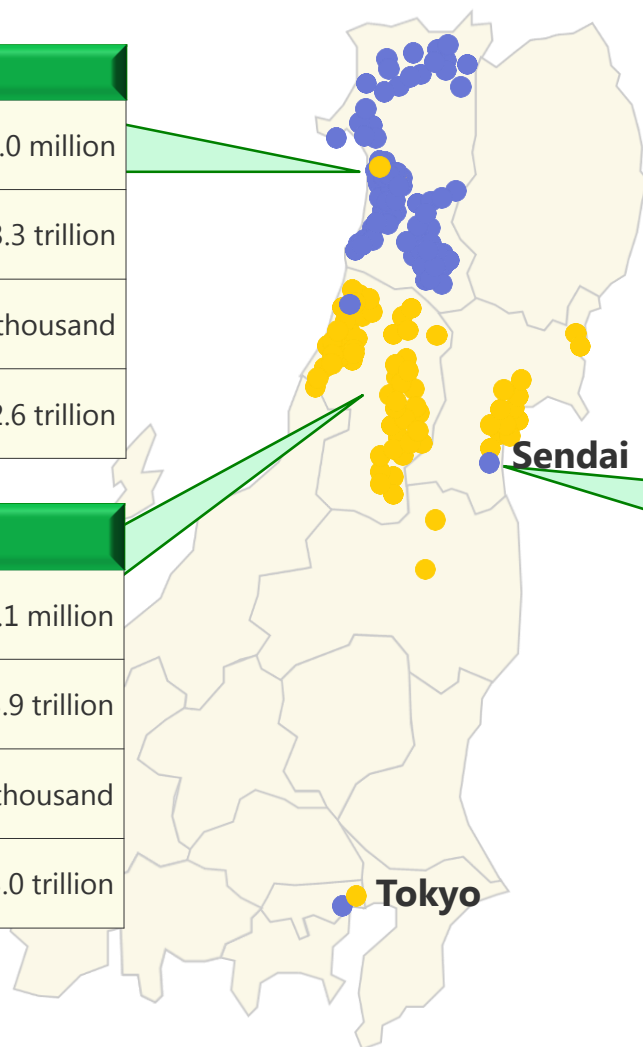 .0 million
3.3 trillion
thousand
2.6 trillion
Sendai
.1 million
.9 trillion
thousand
.0 trillion
Tokyo